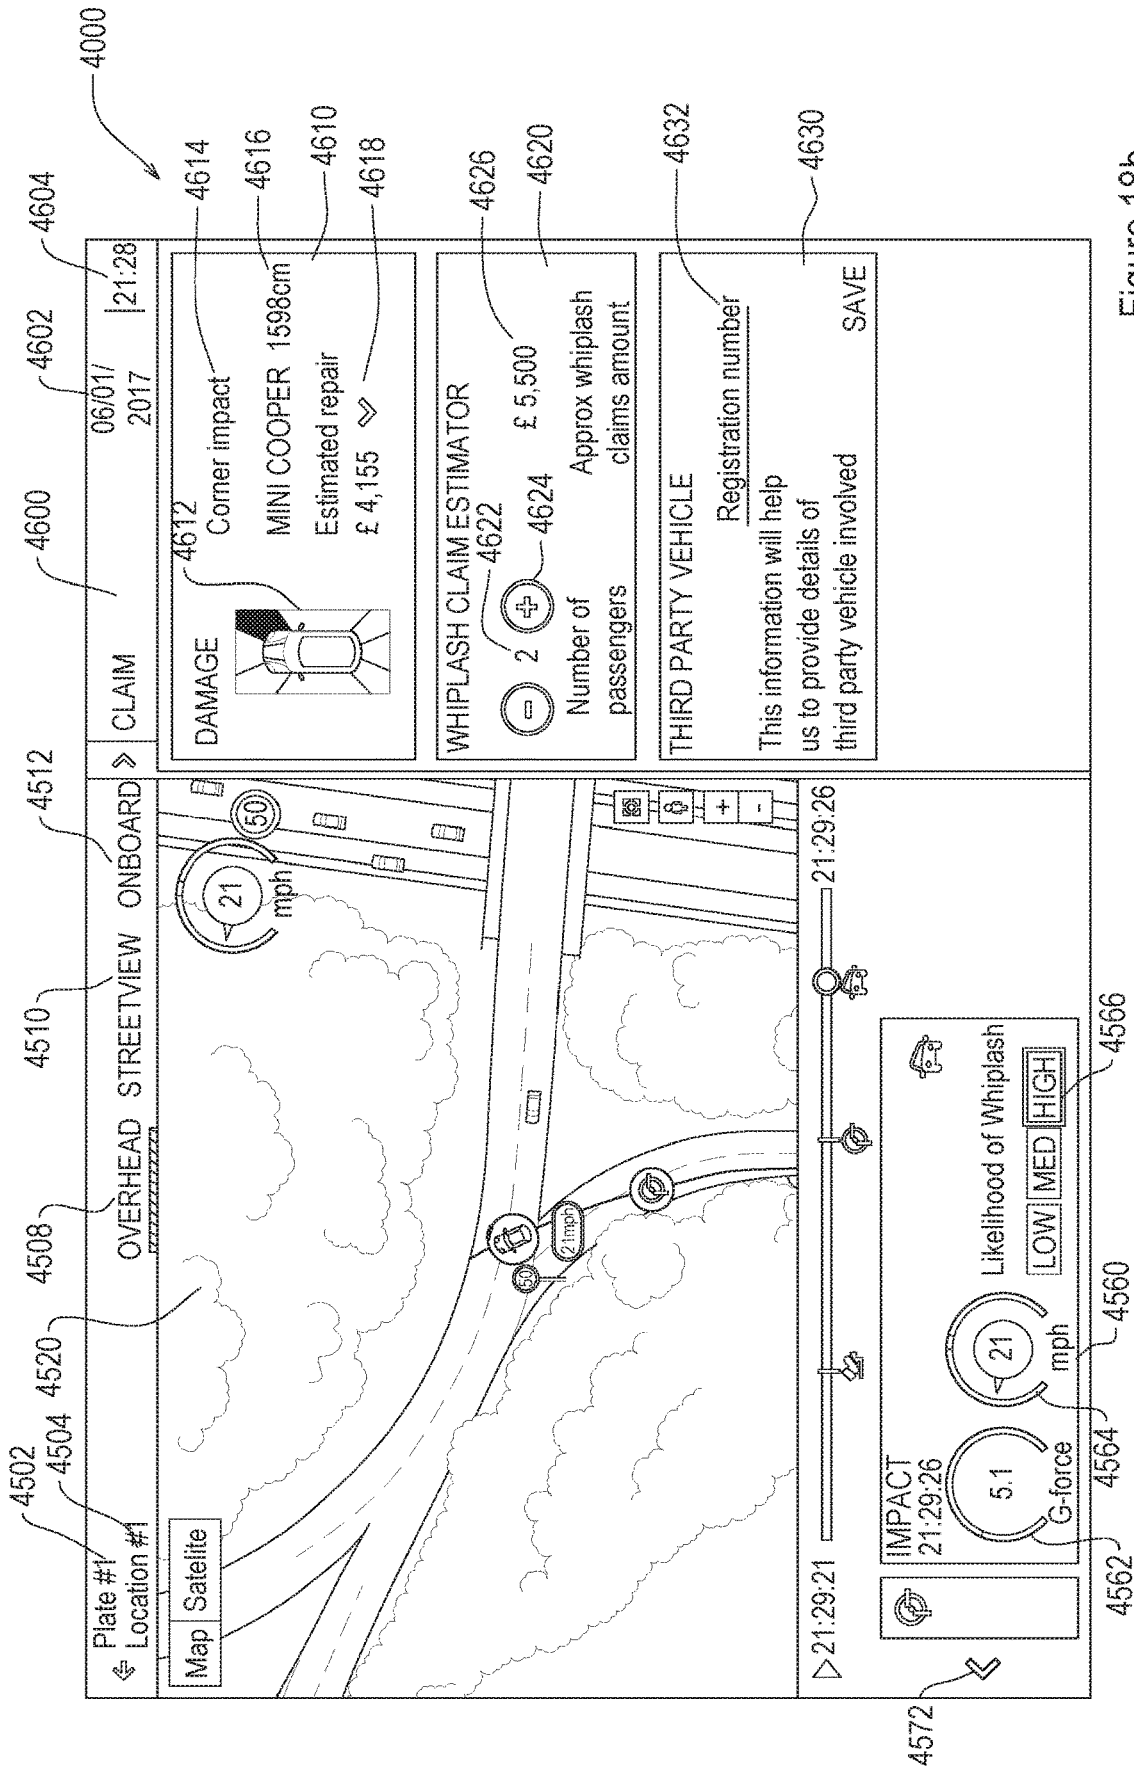 4000
4502
4504
4520
4508
4510
4512
4600
4602
4604
Plate #1
Location #1
OVERHEAD STREETVIEW ONBOARD
CLAIM
06/01/
2017
21:28
Map Satelite
21
mph
50
50
21mph
+
-
21:29:21
21:29:26
IMPACT
21:29:26
5.1
G-force
21
mph
Likelihood of Whiplash
LOW MED HIGH
4572
4562
4564
4560
4566
DAMAGE
4612
Corner impact
4614
MINI COOPER 1598cm
4616
Estimated repair
4610
£ 4,155
4618
WHIPLASH CLAIM ESTIMATOR
4622
- 2 +
4624
£ 5,500
4626
Number of
passengers
Approx whiplash
claims amount
4620
THIRD PARTY VEHICLE
Registration number
4632
This information will help
us to provide details of
third party vehicle involved
SAVE
4630